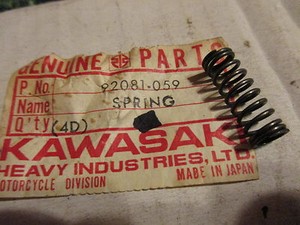 GENUINE PARTS
P.No. 92081-059
Name SPRING
Q'ty (4D)
KAWASAKI
HEAVY INDUSTRIES, LTD.
MOTORCYCLE DIVISION MADE IN JAPAN